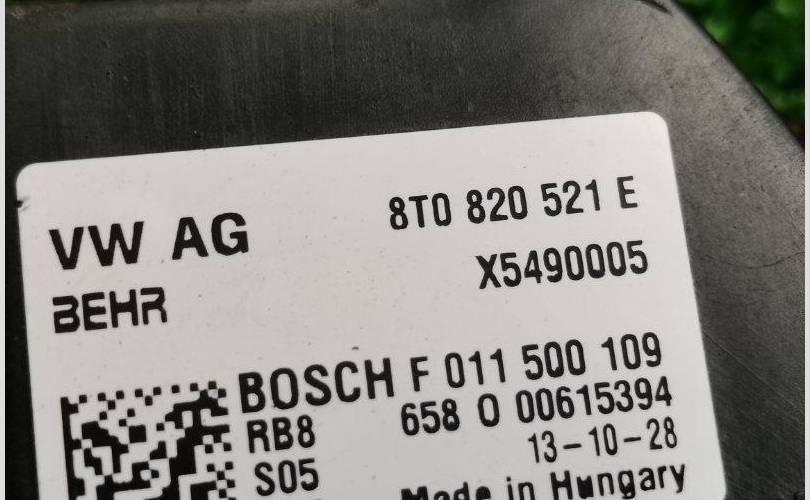 VW AG 8T0 820 521 E
X5490005
BEHR
BOSCH F 011 500 109
RB8 658 0 00615394
13-10-28
S05
Made in Hungary